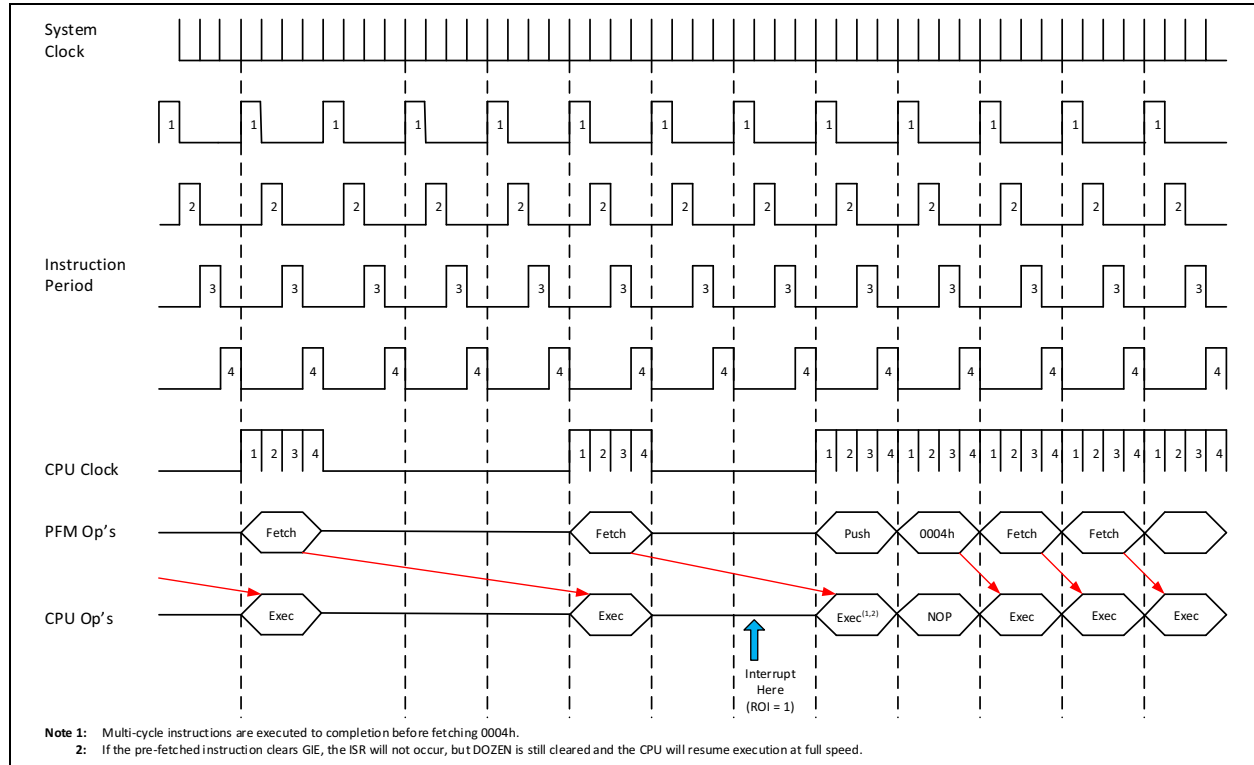 System
Clock
1 1 1 1 1 1 1 1 1 1 1 1 1
2 2 2 2 2 2 2 2 2 2 2 2 2
Instruction
Period
3 3 3 3 3 3 3 3 3 3 3 3 3
4 4 4 4 4 4 4 4 4 4 4 4 4
CPU Clock
1 2 3 4 1 2 3 4 1 2 3 4 1 2 3 4 1 2 3 4 1 2 3 4 1 2 3 4
PFM Op's
Fetch Fetch Push 0004h Fetch Fetch
CPU Op's
Exec Exec Exec(1,2) NOP Exec Exec Exec
Interrupt
Here
(ROI = 1)
Note 1: Multi-cycle instructions are executed to completion before fetching 0004h.
2: If the pre-fetched instruction clears GIE, the ISR will not occur, but DOZEN is still cleared and the CPU will resume execution at full speed.